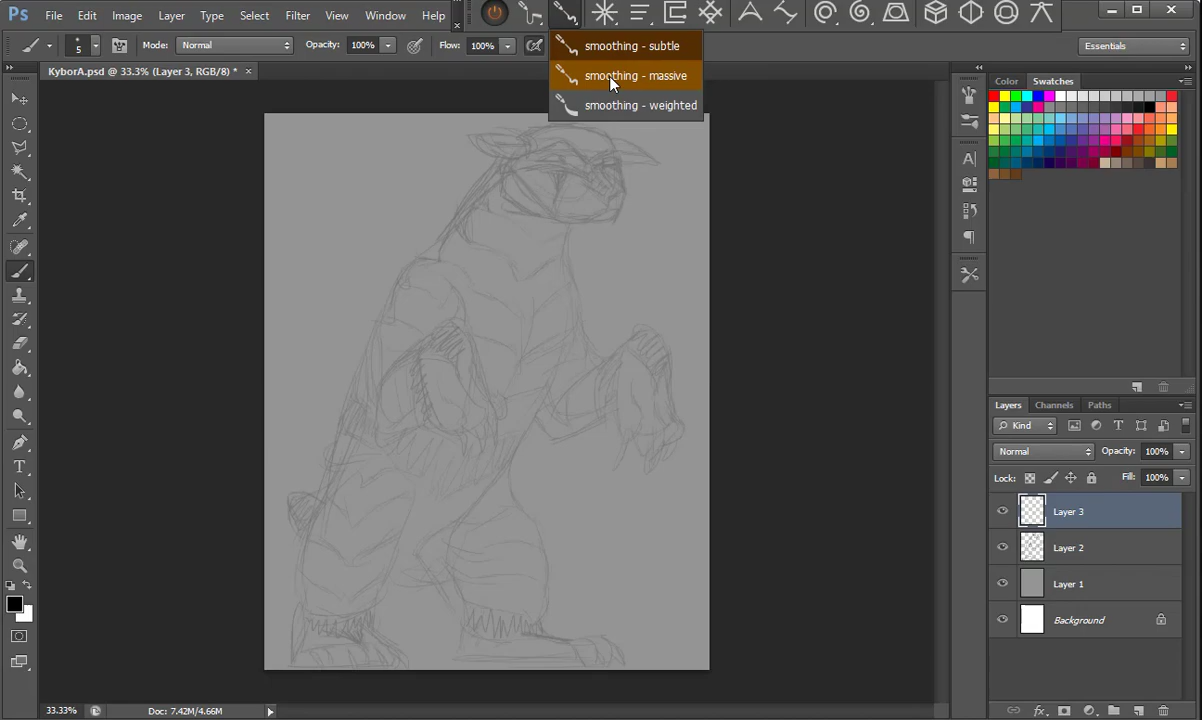 Ps File Edit Image Layer Type Select Filter View Window Help
5 Mode: Normal Opacity: 100% Flow: 100% Essentials
smoothing - subtle
smoothing - massive
smoothing - weighted
KyborA.psd @ 33.3% (Layer 3, RGB/8) * ×
Color Swatches
Layers Channels Paths
Kind
Normal Opacity: 100%
Lock: Fill: 100%
Layer 3
Layer 2
Layer 1
Background
33.33% Doc: 7.42M/4.66M